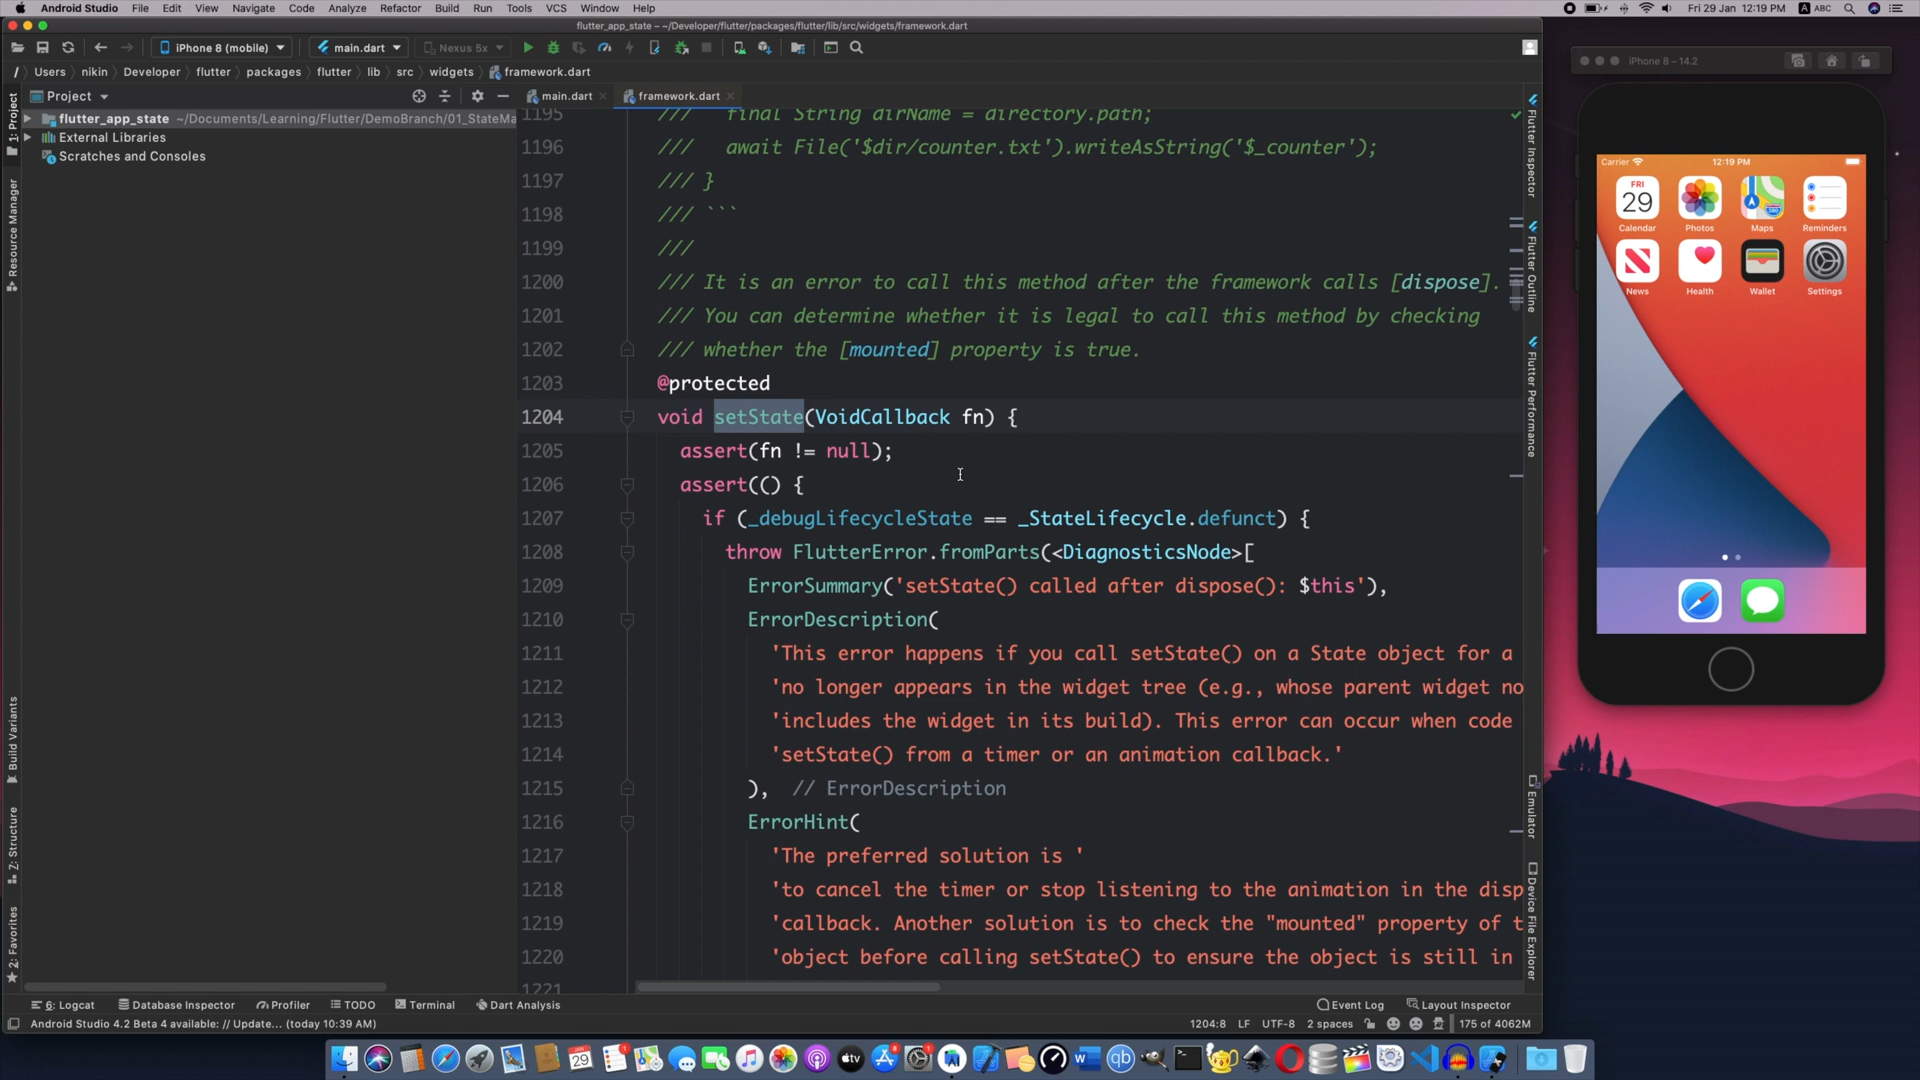 Android Studio File Edit View Navigate Code Analyze Refactor Build Run Tools VCS Window Help
Fri 29 Jan 12:19 PM A ABC
flutter_app_state – ~/Developer/flutter/packages/flutter/lib/src/widgets/framework.dart
iPhone 8 (mobile) main.dart Nexus 5x
/ Users nikin Developer flutter packages flutter lib src widgets framework.dart
Project main.dart framework.dart
flutter_app_state ~/Documents/Learning/Flutter/DemoBranch/01_StateMa
External Libraries
Scratches and Consoles
1: Project
Resource Manager
Build Variants
Z: Structure
2: Favorites
1195 /// final String dirName = directory.path;
1196 /// await File('$dir/counter.txt').writeAsString('$_counter');
1197 /// }
1198 /// ```
1199 ///
1200 /// It is an error to call this method after the framework calls [dispose].
1201 /// You can determine whether it is legal to call this method by checking
1202 /// whether the [mounted] property is true.
1203 @protected
1204 void setState(VoidCallback fn) {
1205 assert(fn != null);
1206 assert(() {
1207 if (_debugLifecycleState == _StateLifecycle.defunct) {
1208 throw FlutterError.fromParts(<DiagnosticsNode>[
1209 ErrorSummary('setState() called after dispose(): $this'),
1210 ErrorDescription(
1211 'This error happens if you call setState() on a State object for a
1212 'no longer appears in the widget tree (e.g., whose parent widget no
1213 'includes the widget in its build). This error can occur when code
1214 'setState() from a timer or an animation callback.'
1215 ), // ErrorDescription
1216 ErrorHint(
1217 'The preferred solution is '
1218 'to cancel the timer or stop listening to the animation in the disp
1219 'callback. Another solution is to check the "mounted" property of t
1220 'object before calling setState() to ensure the object is still in
1221
Flutter Inspector
Flutter Outline
Flutter Performance
Emulator
Device File Explorer
6: Logcat Database Inspector Profiler TODO Terminal Dart Analysis Event Log Layout Inspector
Android Studio 4.2 Beta 4 available: // Update... (today 10:39 AM) 1204:8 LF UTF-8 2 spaces 175 of 4062M
iPhone 8 – 14.2
Carrier 12:19 PM
FRI
29
Calendar Photos Maps Reminders
News Health Wallet Settings